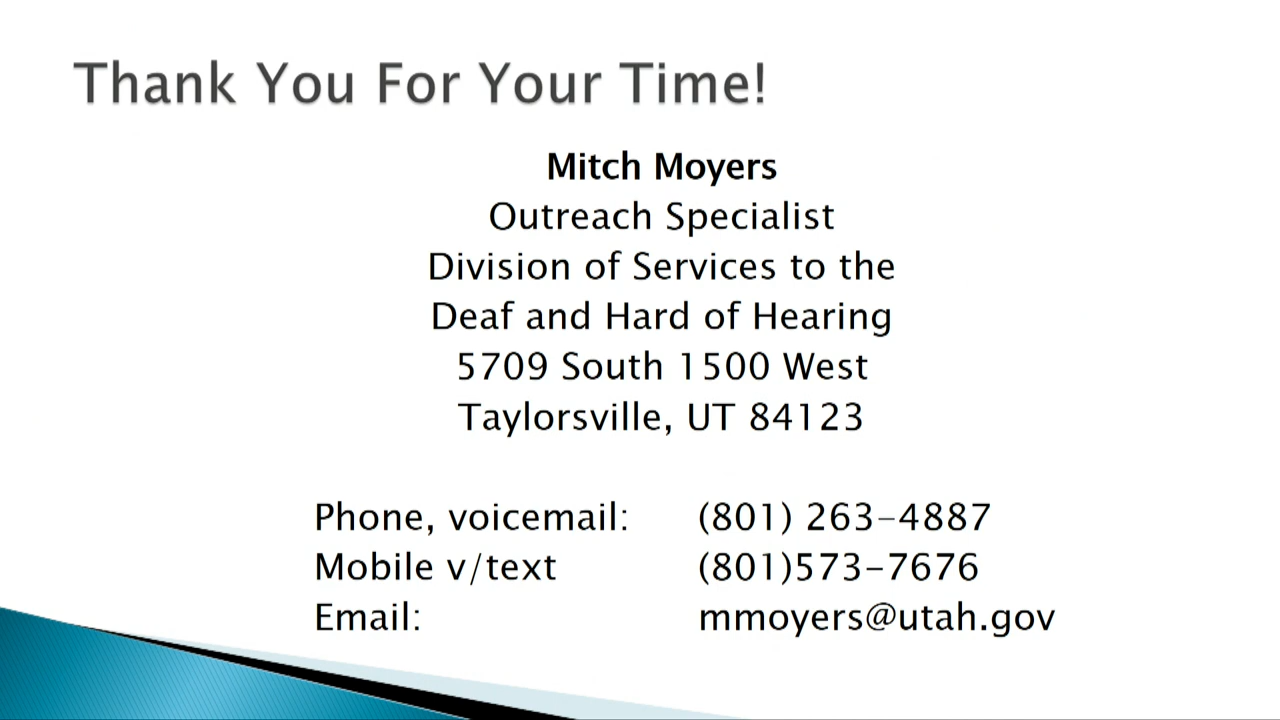 Thank You For Your Time!
Mitch Moyers
Outreach Specialist
Division of Services to the
Deaf and Hard of Hearing
5709 South 1500 West
Taylorsville, UT 84123
Phone, voicemail: (801) 263-4887
Mobile v/text (801)573-7676
Email: mmoyers@utah.gov